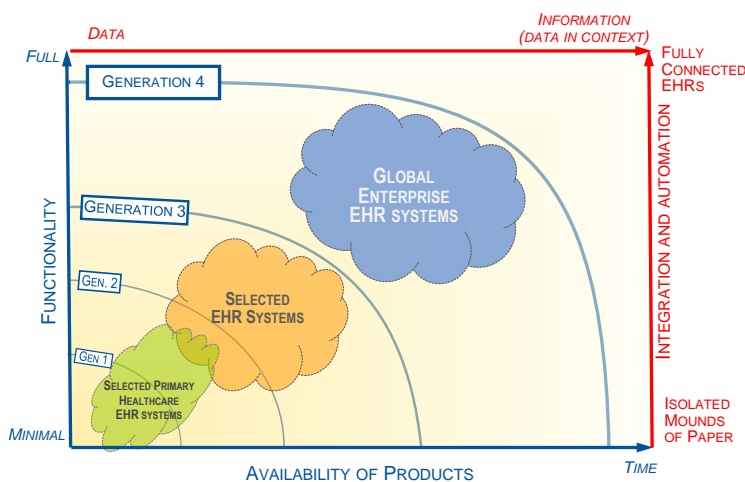 DATA
INFORMATION
(DATA IN CONTEXT)
FULL
FULLY
CONNECTED
EHRS
GENERATION 4
GLOBAL
ENTERPRISE
EHR SYSTEMS
GENERATION 3
FUNCTIONALITY
INTEGRATION AND AUTOMATION
GEN. 2
SELECTED
EHR SYSTEMS
GEN 1
SELECTED PRIMARY
HEALTHCARE
EHR SYSTEMS
ISOLATED
MOUNDS
OF PAPER
MINIMAL
TIME
AVAILABILITY OF PRODUCTS